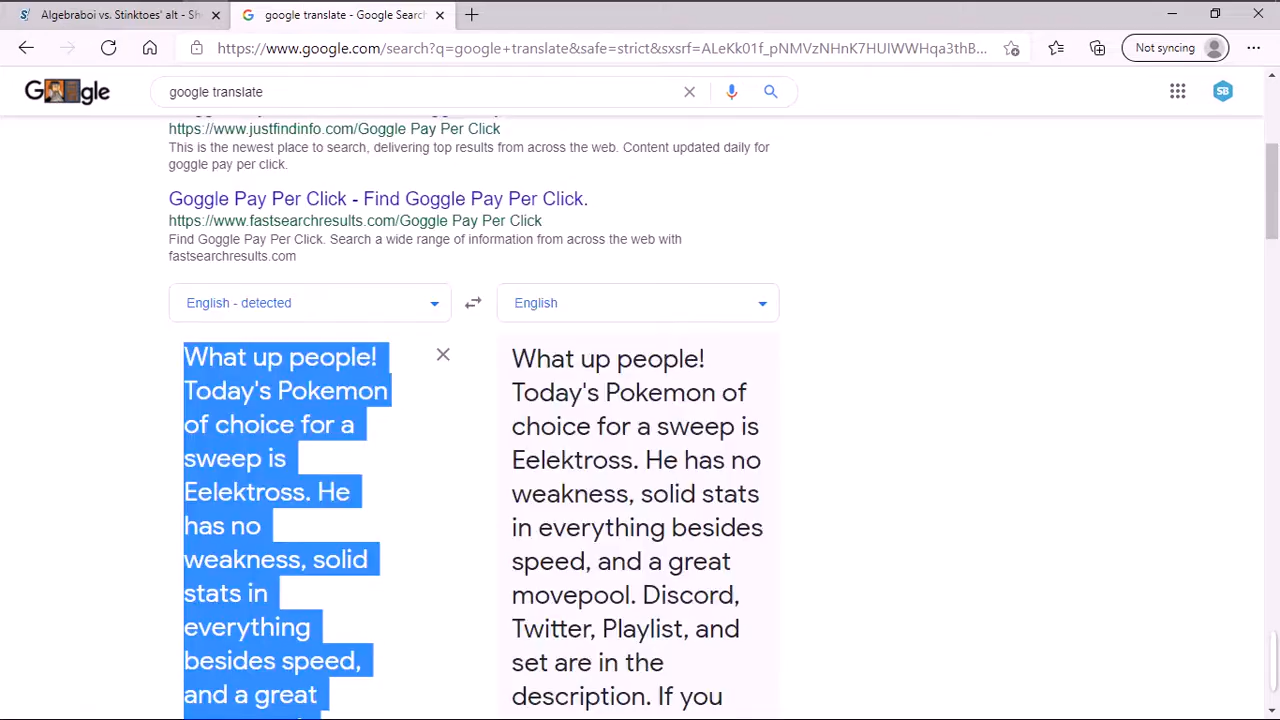 Algebraboi vs. Stinktoes' alt - Sh
google translate - Google Search
https://www.google.com/search?q=google+translate&safe=strict&sxsrf=ALeKk01f_pNMVzNHnK7HUIWWHqa3thB...
Not syncing
google translate
SB
https://www.justfindinfo.com/Goggle Pay Per Click
This is the newest place to search, delivering top results from across the web. Content updated daily for
goggle pay per click.
Goggle Pay Per Click - Find Goggle Pay Per Click.
https://www.fastsearchresults.com/Goggle Pay Per Click
Find Goggle Pay Per Click. Search a wide range of information from across the web with
fastsearchresults.com
English - detected
English
What up people!
Today's Pokemon
of choice for a
sweep is
Eelektross. He
has no
weakness, solid
stats in
everything
besides speed,
and a great
What up people!
Today's Pokemon of
choice for a sweep is
Eelektross. He has no
weakness, solid stats
in everything besides
speed, and a great
movepool. Discord,
Twitter, Playlist, and
set are in the
description. If you